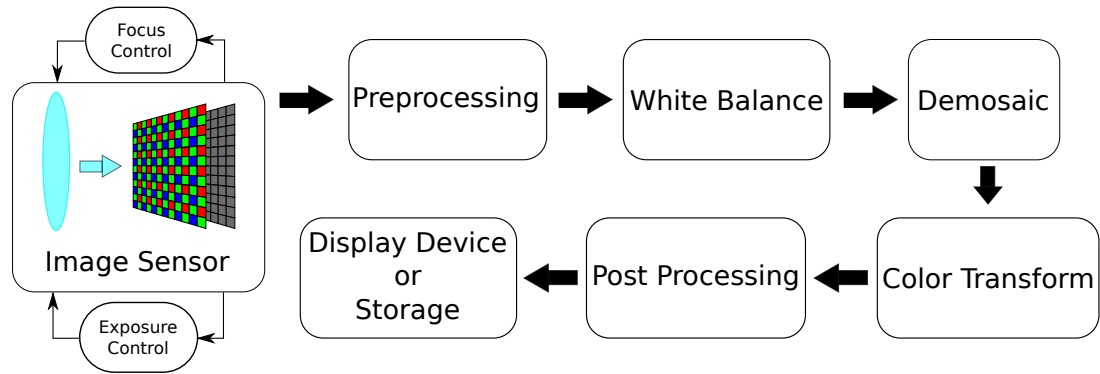 Focus
Control
Image Sensor
Exposure
Control
Preprocessing
White Balance
Demosaic
Color Transform
Post Processing
Display Device
or
Storage